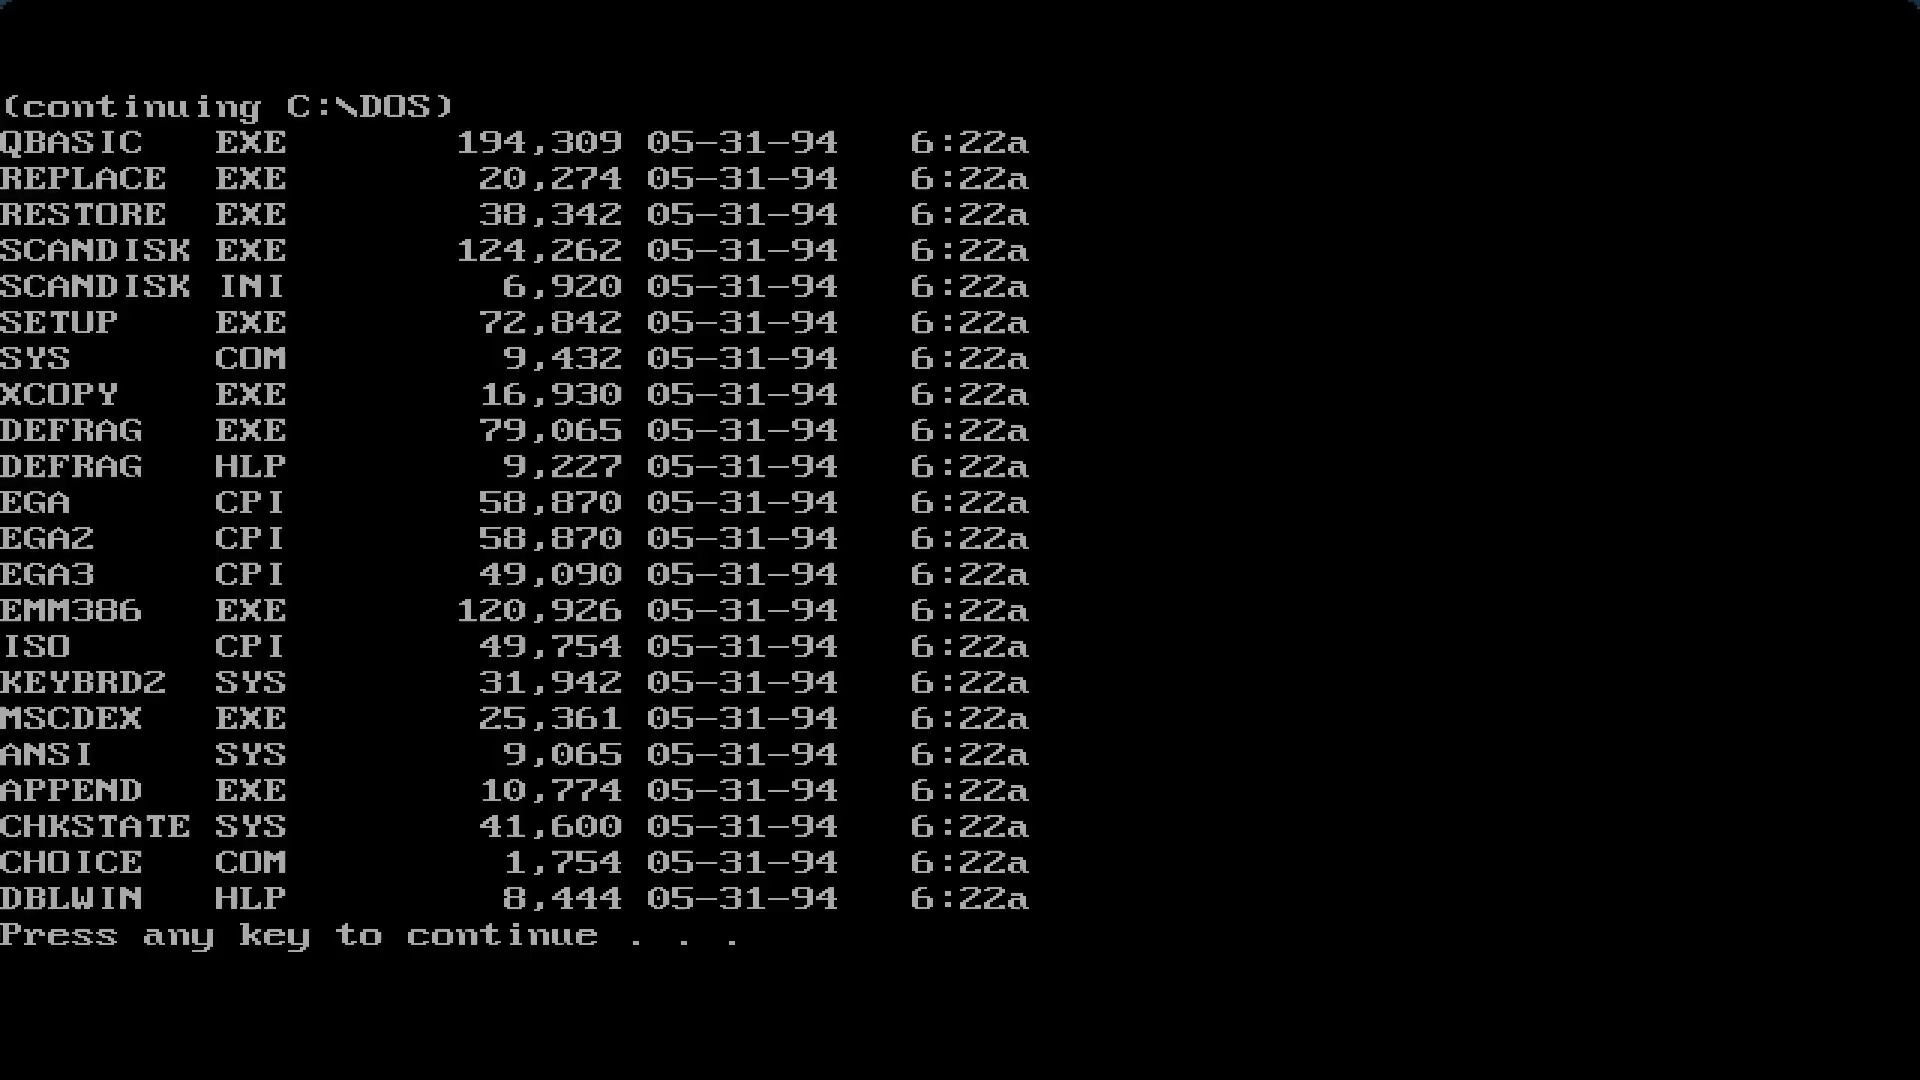 (continuing C:\DOS)
QBASIC   EXE       194,309 05-31-94   6:22a
REPLACE  EXE        20,274 05-31-94   6:22a
RESTORE  EXE        38,342 05-31-94   6:22a
SCANDISK EXE       124,262 05-31-94   6:22a
SCANDISK INI         6,920 05-31-94   6:22a
SETUP    EXE        72,842 05-31-94   6:22a
SYS      COM         9,432 05-31-94   6:22a
XCOPY    EXE        16,930 05-31-94   6:22a
DEFRAG   EXE        79,065 05-31-94   6:22a
DEFRAG   HLP         9,227 05-31-94   6:22a
EGA      CPI        58,870 05-31-94   6:22a
EGA2     CPI        58,870 05-31-94   6:22a
EGA3     CPI        49,090 05-31-94   6:22a
EMM386   EXE       120,926 05-31-94   6:22a
ISO      CPI        49,754 05-31-94   6:22a
KEYBRD2  SYS        31,942 05-31-94   6:22a
MSCDEX   EXE        25,361 05-31-94   6:22a
ANSI     SYS         9,065 05-31-94   6:22a
APPEND   EXE        10,774 05-31-94   6:22a
CHKSTATE SYS        41,600 05-31-94   6:22a
CHOICE   COM         1,754 05-31-94   6:22a
DBLWIN   HLP         8,444 05-31-94   6:22a
Press any key to continue . . .